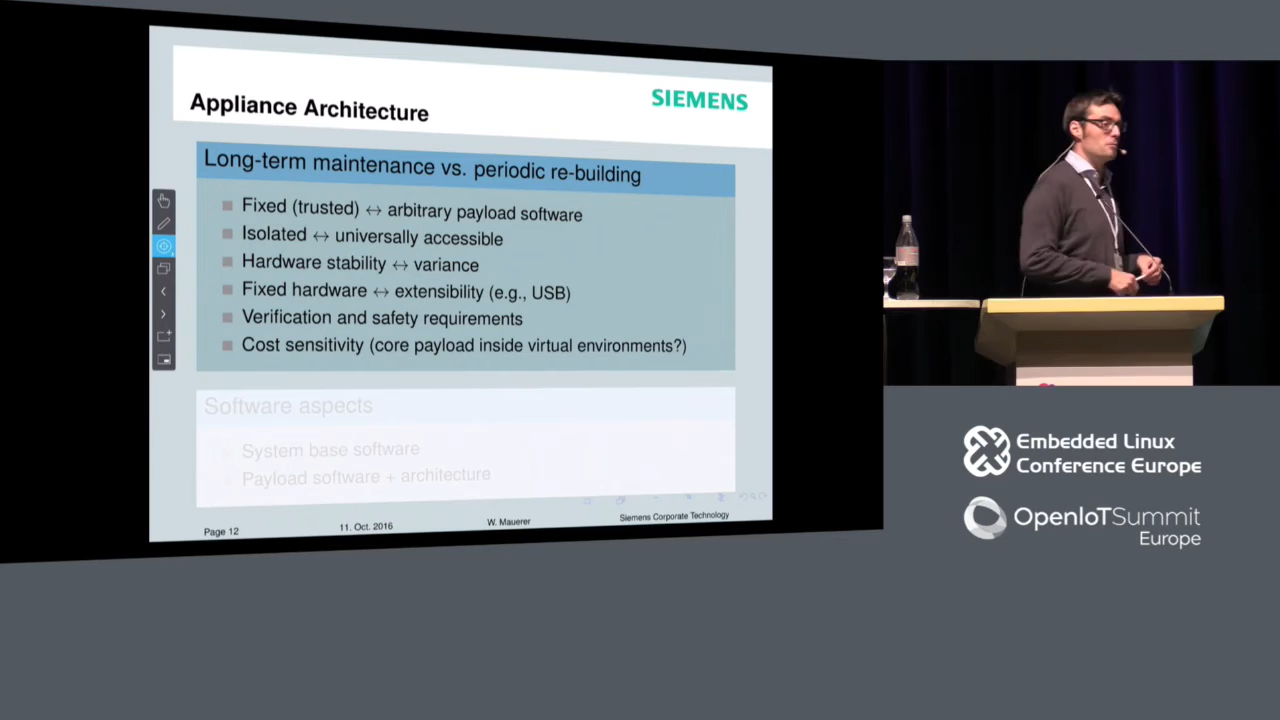 Appliance Architecture
SIEMENS
Long-term maintenance vs. periodic re-building
Fixed (trusted) ↔ arbitrary payload software
Isolated ↔ universally accessible
Hardware stability ↔ variance
Fixed hardware ↔ extensibility (e.g., USB)
Verification and safety requirements
Cost sensitivity (core payload inside virtual environments?)
Software aspects
System base software
Payload software + architecture
Page 12
11. Oct. 2016
W. Mauerer
Siemens Corporate Technology
Embedded Linux
Conference Europe
OpenIoTSummit
Europe